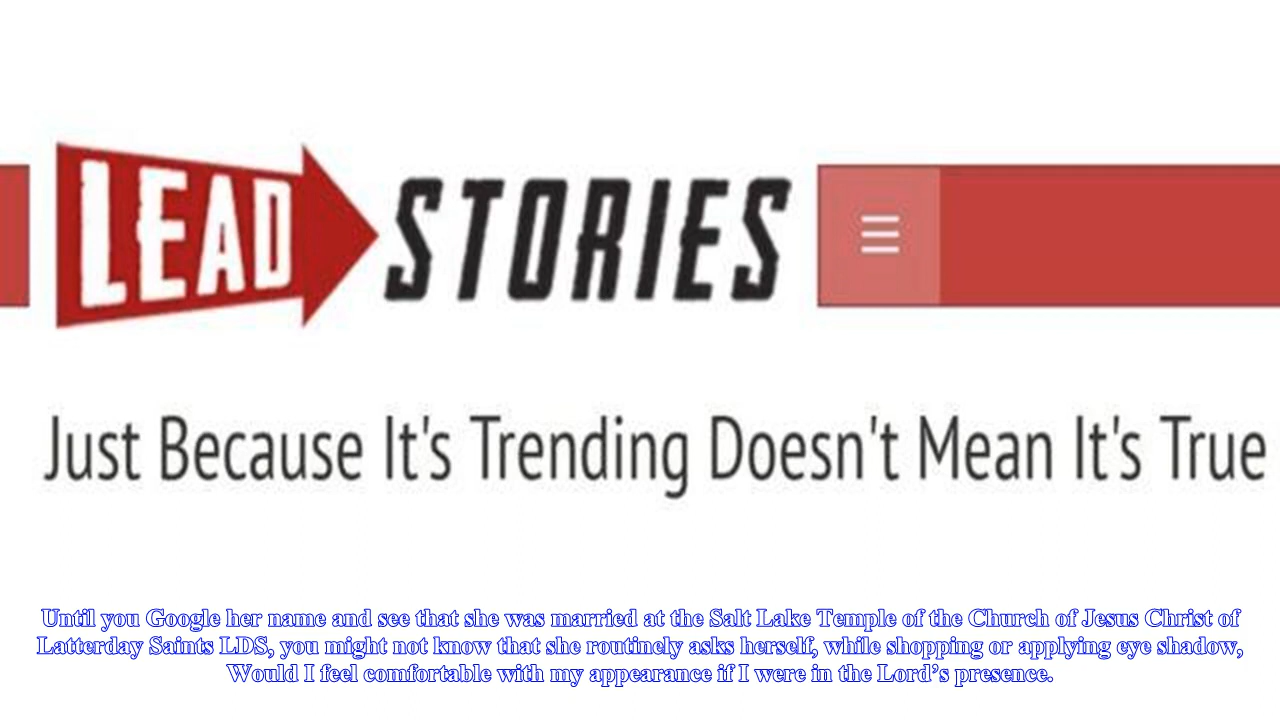 LEAD STORIES
Just Because It's Trending Doesn't Mean It's True
Until you Google her name and see that she was married at the Salt Lake Temple of the Church of Jesus Christ of
Latterday Saints LDS, you might not know that she routinely asks herself, while shopping or applying eye shadow,
Would I feel comfortable with my appearance if I were in the Lord’s presence.